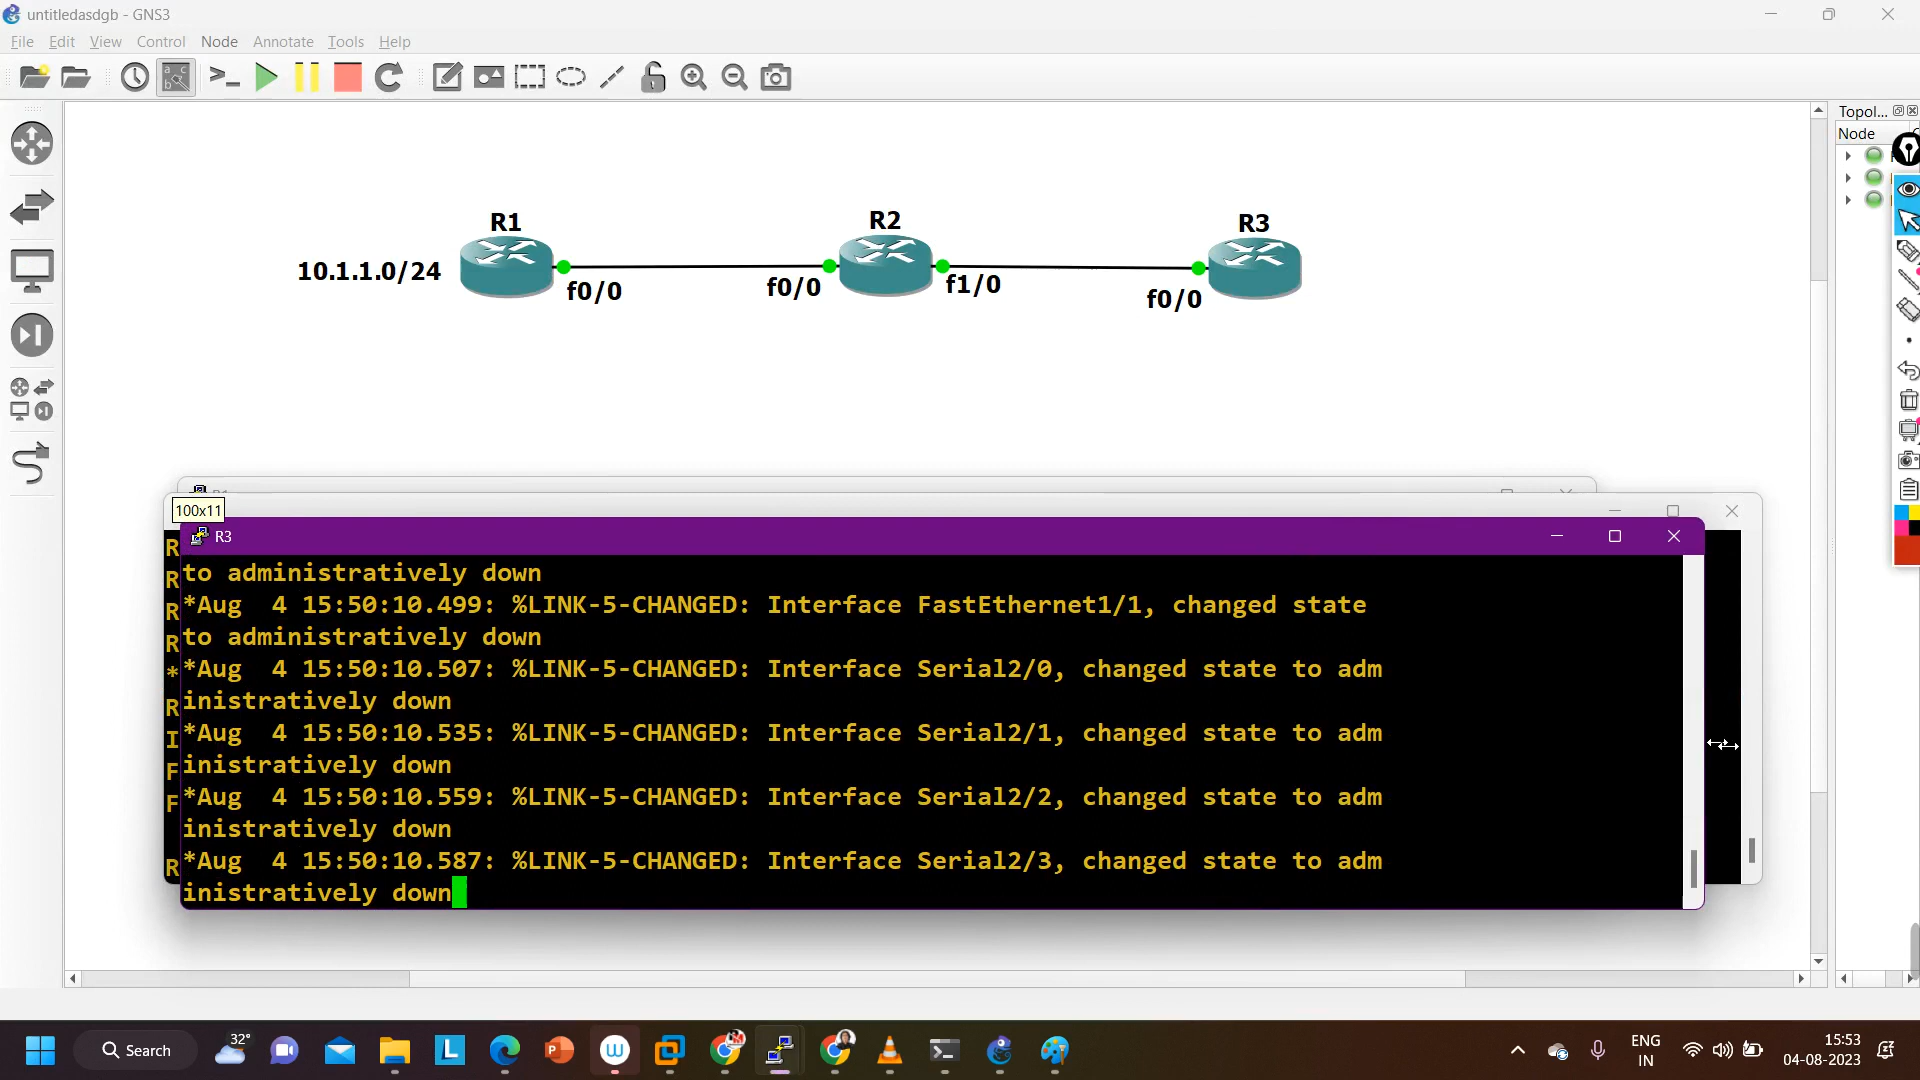 untitledasdgb - GNS3
File Edit View Control Node Annotate Tools Help
Topol...
Node
R1
R2
R3
10.1.1.0/24
f0/0
f0/0
f1/0
f0/0
100x11
R3
to administratively down
*Aug  4 15:50:10.499: %LINK-5-CHANGED: Interface FastEthernet1/1, changed state
to administratively down
*Aug  4 15:50:10.507: %LINK-5-CHANGED: Interface Serial2/0, changed state to adm
inistratively down
*Aug  4 15:50:10.535: %LINK-5-CHANGED: Interface Serial2/1, changed state to adm
inistratively down
*Aug  4 15:50:10.559: %LINK-5-CHANGED: Interface Serial2/2, changed state to adm
inistratively down
*Aug  4 15:50:10.587: %LINK-5-CHANGED: Interface Serial2/3, changed state to adm
inistratively down
R
R
R
R
*
R
I
F
F
R
Search
32°
ENG
IN
15:53
04-08-2023